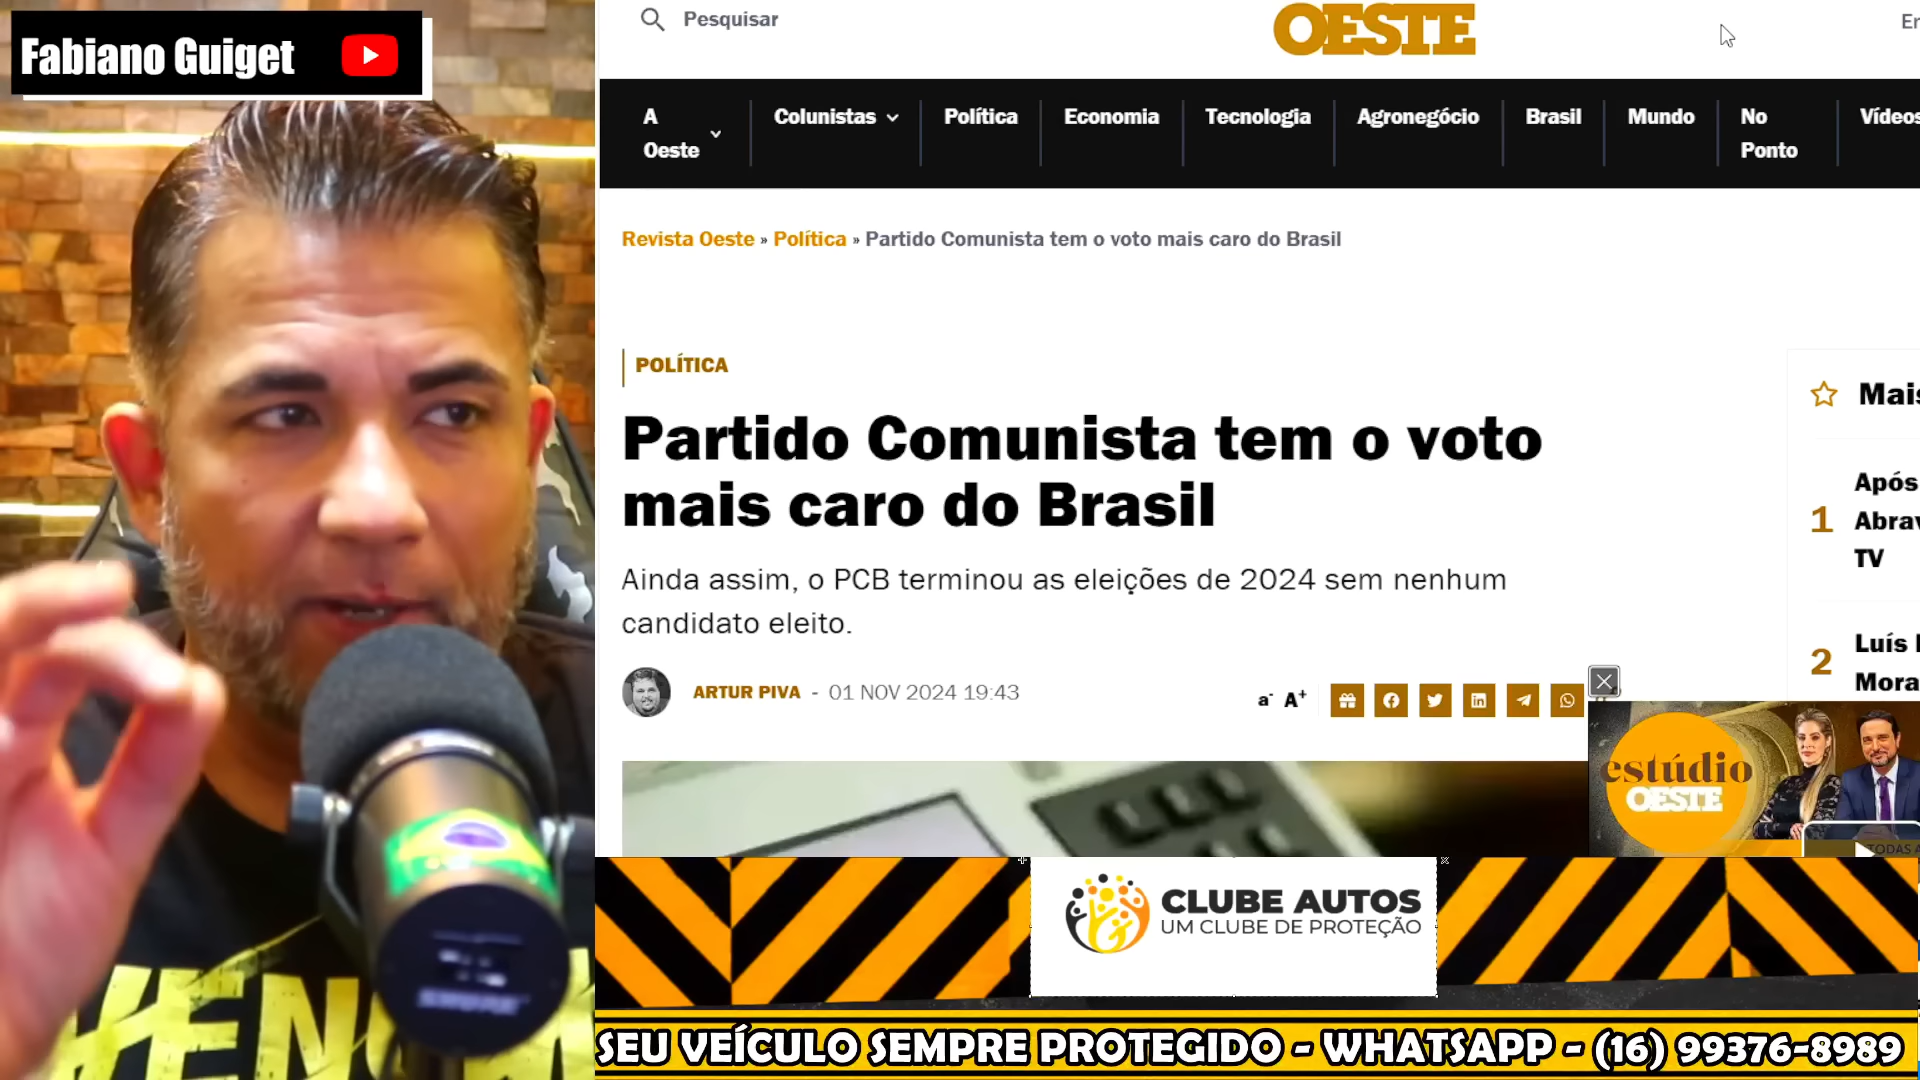 Fabiano Guiget
Pesquisar
OESTE
A
Oeste
Colunistas
Política
Economia
Tecnologia
Agronegócio
Brasil
Mundo
No
Ponto
Vídeos
Revista Oeste » Política » Partido Comunista tem o voto mais caro do Brasil
POLÍTICA
Partido Comunista tem o voto
mais caro do Brasil
Ainda assim, o PCB terminou as eleições de 2024 sem nenhum
candidato eleito.
ARTUR PIVA - 01 NOV 2024 19:43
a- A+
1
Após
TV
2
Luís
estúdio
OESTE
TODAS A
CLUBE AUTOS
UM CLUBE DE PROTEÇÃO
SEU VEÍCULO SEMPRE PROTEGIDO - WHATSAPP - (16) 99376-8989